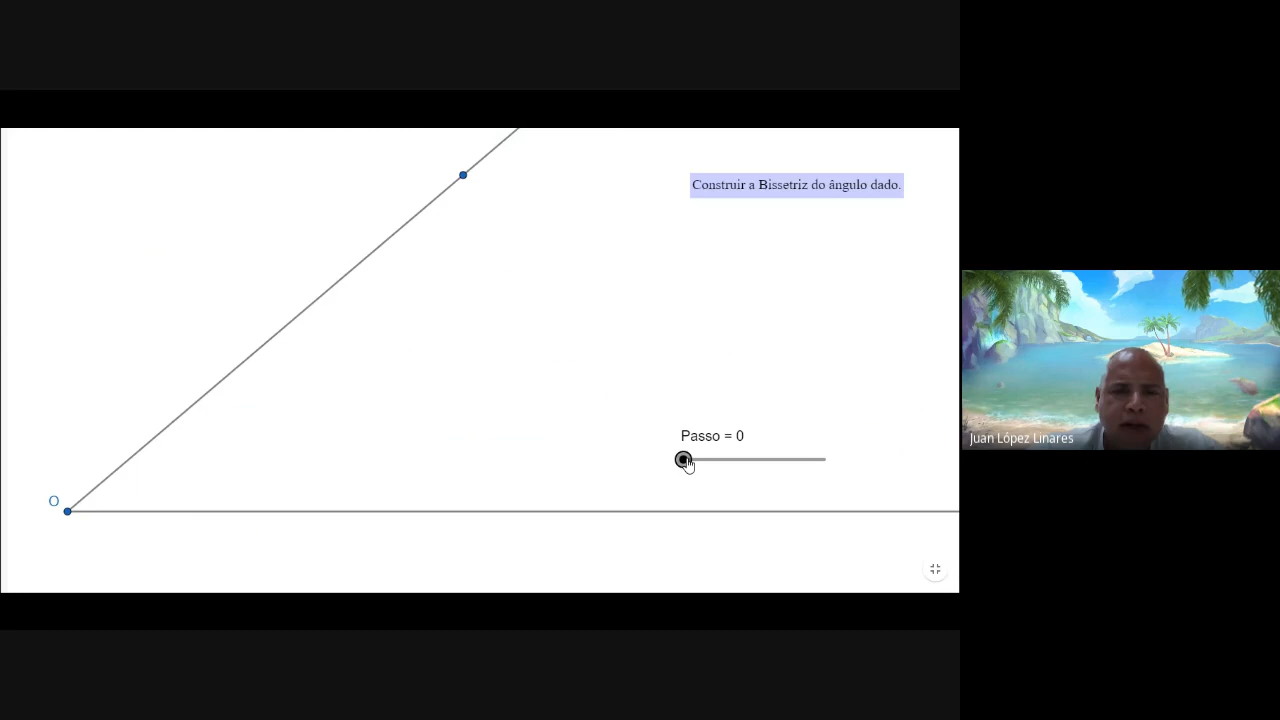 Construir a Bissetriz do ângulo dado.
Passo = 0
Juan López Linares
O